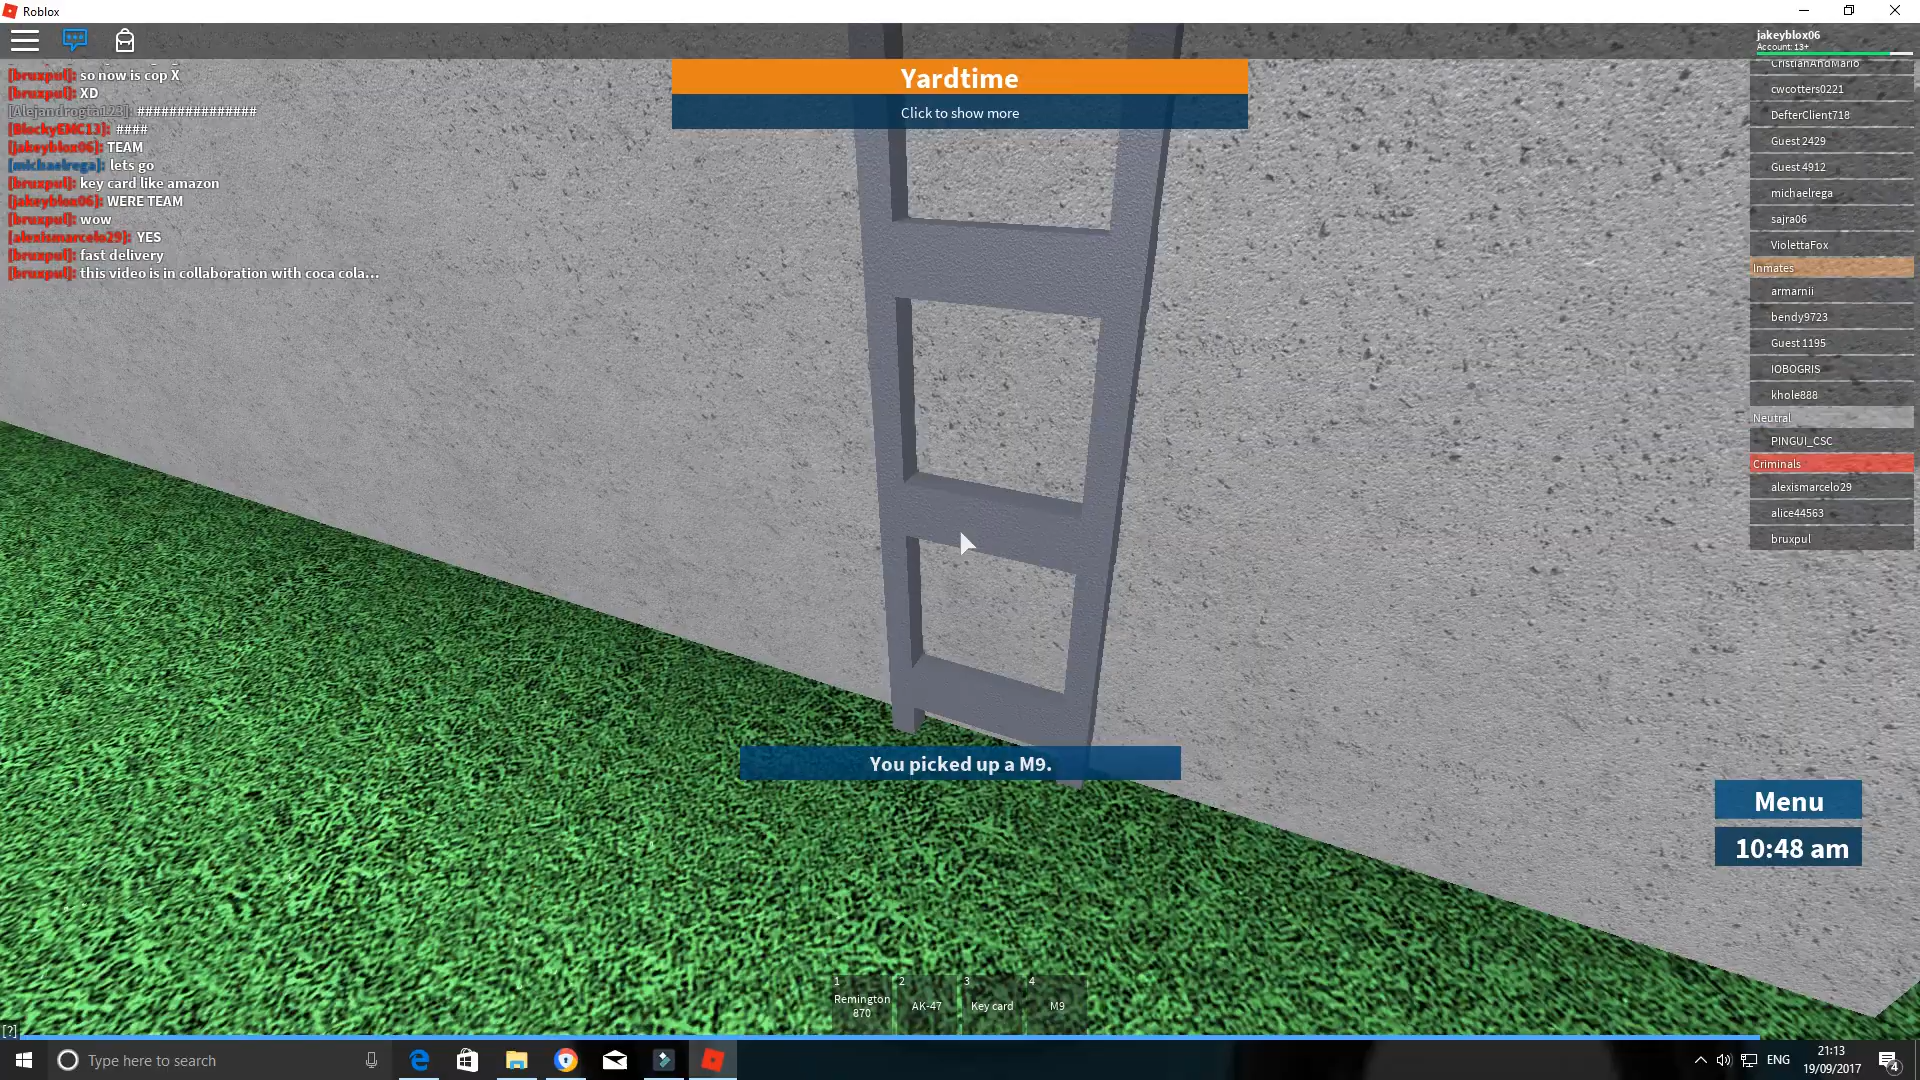 Roblox
jakeyblox06
Account: 13+
[bruxpul]: so now is cop X
[bruxpul]: XD
[Alejandrogta123]: ###############
[BlockyEMC13]: ####
[jakeyblox06]: TEAM
[michaelrega]: lets go
[bruxpul]: key card like amazon
[jakeyblox06]: WERE TEAM
[bruxpul]: wow
[alexismarcelo29]: YES
[bruxpul]: fast delivery
[bruxpul]: this video is in collaboration with coca cola...
Yardtime
Click to show more
CristianAndMario
cwcotters0221
DefterClient718
Guest 2429
Guest 4912
michaelrega
sajra06
ViolettaFox
Inmates
armarnii
bendy9723
Guest 1195
IOBOGRIS
khole888
Neutral
PINGUI_CSC
Criminals
alexismarcelo29
alice44563
bruxpul
You picked up a M9.
Menu
10:48 am
1
Remington
870
2
AK-47
3
Key card
4
M9
[?]
Type here to search
ENG
21:13
19/09/2017
4